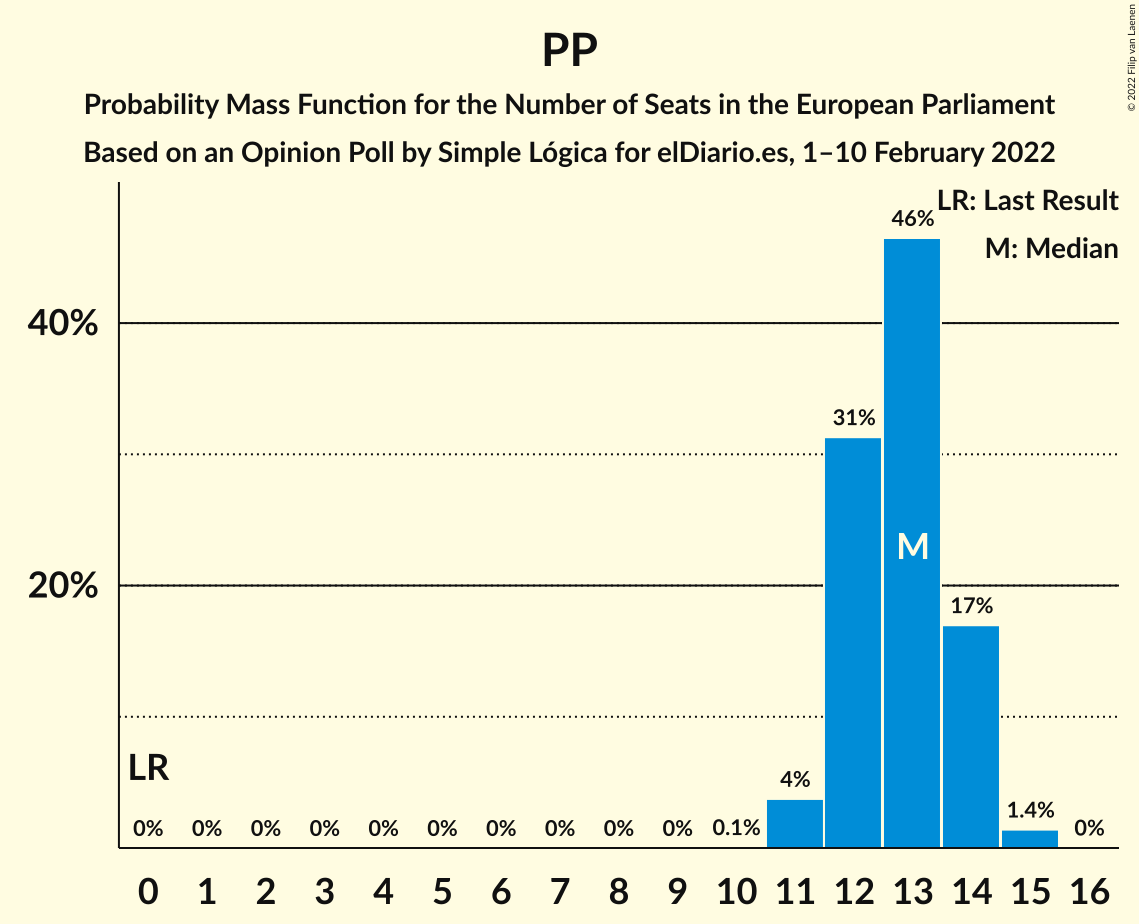 PP
Probability Mass Function for the Number of Seats in the European Parliament
Based on an Opinion Poll by Simple Lógica for elDiario.es, 1–10 February 2022
© 2022 Filip van Laenen
LR: Last Result
M: Median
46%
40%
31%
M
20%
17%
LR
4%
1.4%
0% 0% 0% 0% 0% 0% 0% 0% 0% 0% 0.1% 0%
0 1 2 3 4 5 6 7 8 9 10 11 12 13 14 15 16